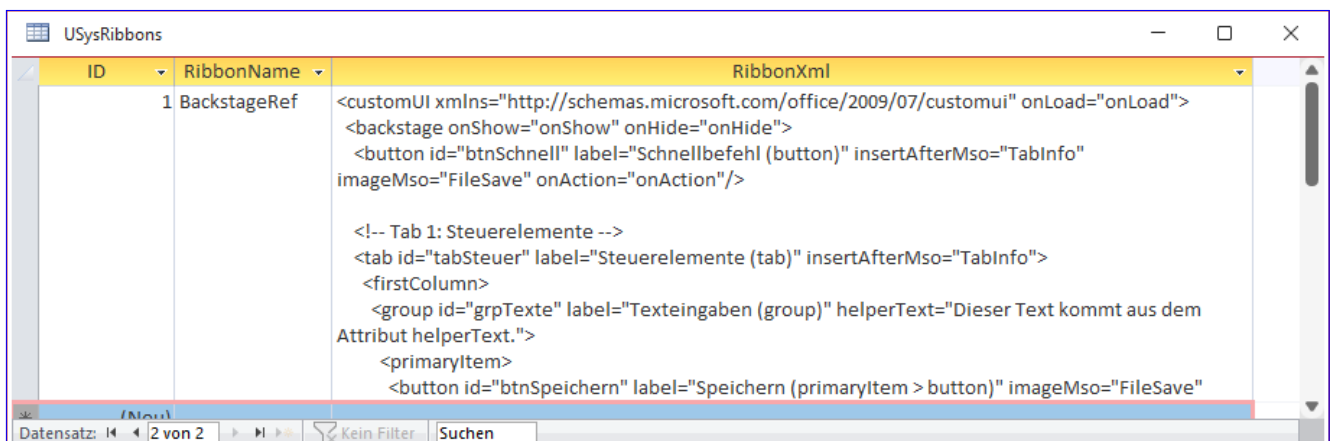 USysRibbons
ID RibbonName RibbonXml
1 BackstageRef <customUI xmlns="http://schemas.microsoft.com/office/2009/07/customui" onLoad="onLoad">
<backstage onShow="onShow" onHide="onHide">
<button id="btnSchnell" label="Schnellbefehl (button)" insertAfterMso="TabInfo"
imageMso="FileSave" onAction="onAction"/>
<!-- Tab 1: Steuerelemente -->
<tab id="tabSteuer" label="Steuerelemente (tab)" insertAfterMso="TabInfo">
<firstColumn>
<group id="grpTexte" label="Texteingaben (group)" helperText="Dieser Text kommt aus dem
Attribut helperText.">
<primaryItem>
<button id="btnSpeichern" label="Speichern (primaryItem > button)" imageMso="FileSave"
* (Neu)
Datensatz: 2 von 2 Kein Filter Suchen